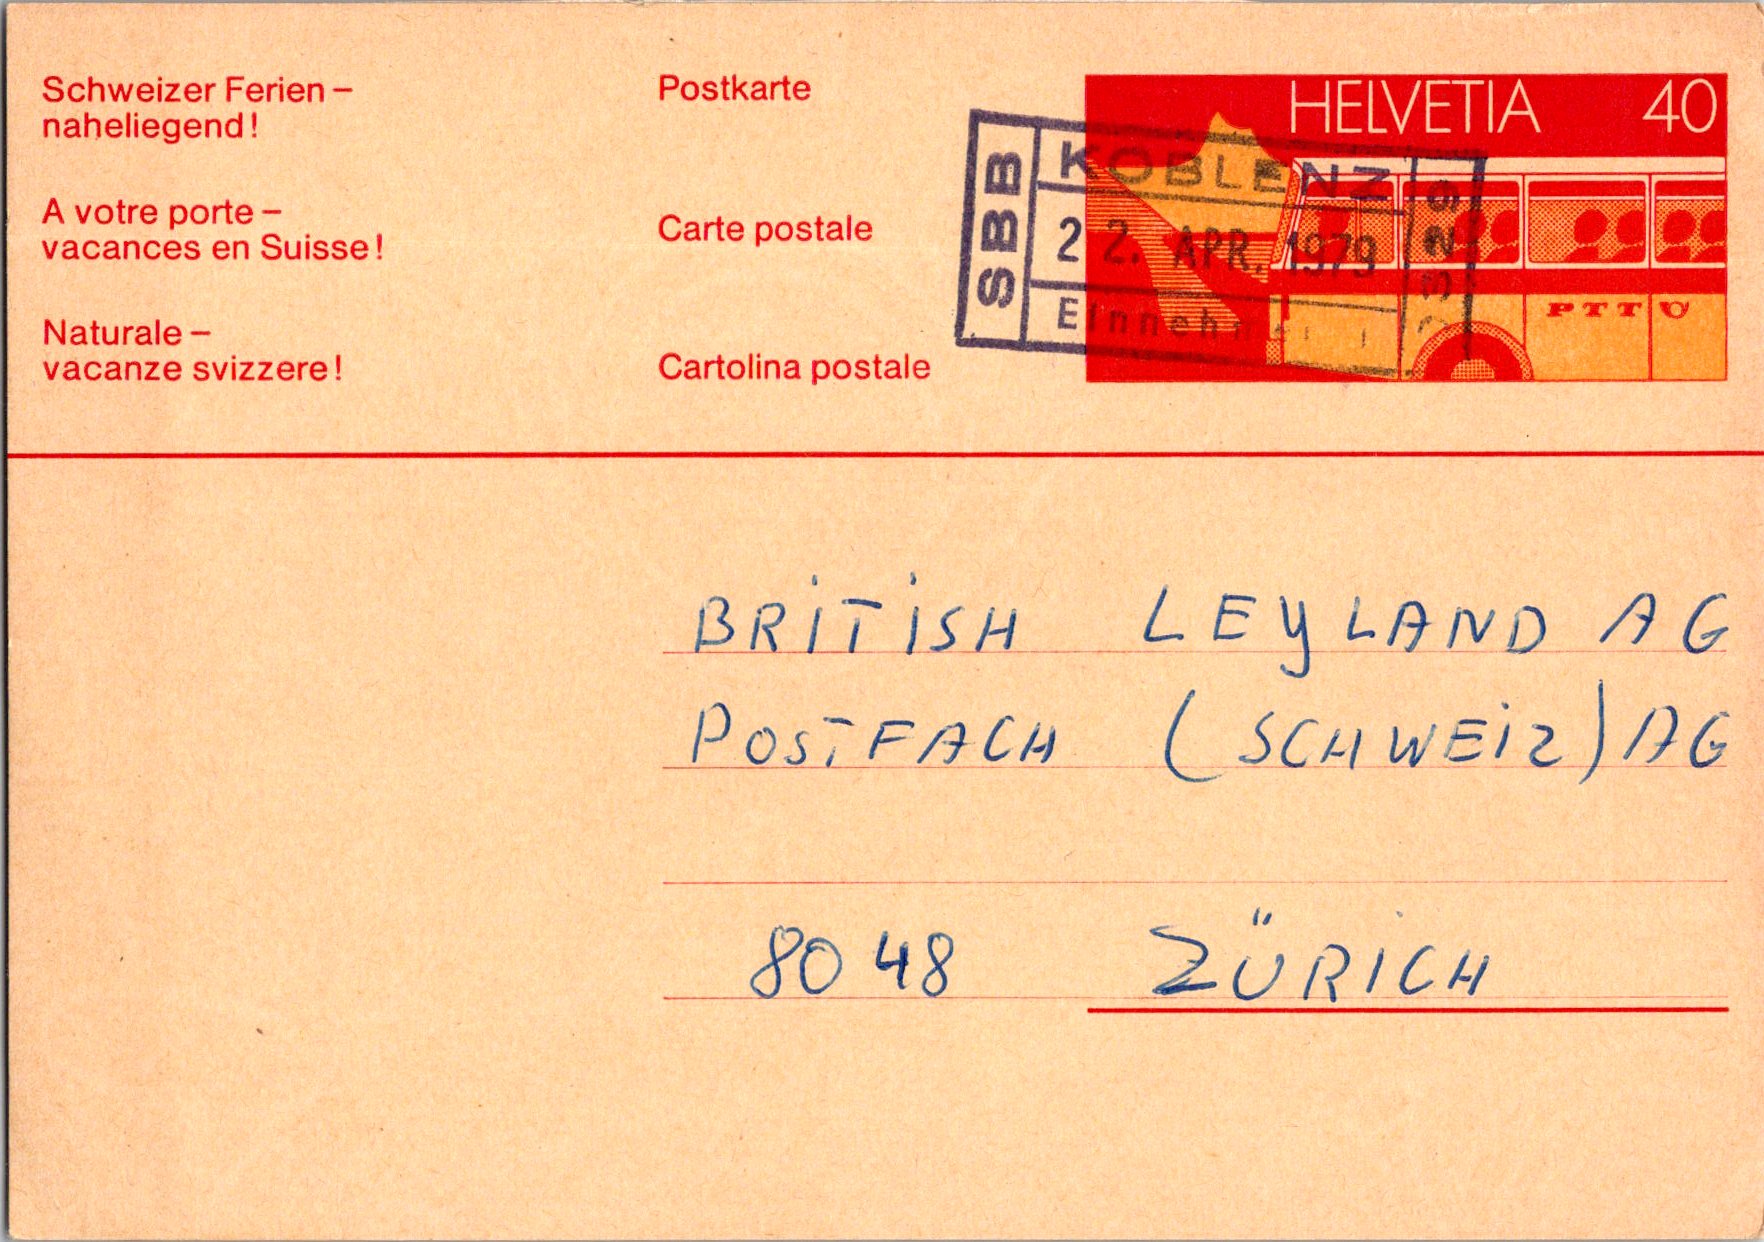 Schweizer Ferien –
naheliegend!
A votre porte –
vacances en Suisse!
Naturale –
vacanze svizzere!
Postkarte
Carte postale
Cartolina postale
HELVETIA 40
PTT
SBB
KOBLENZ
22. APR. 1979
BRITISH LEYLAND AG
POSTFACH (SCHWEIZ) AG
8048 ZÜRICH